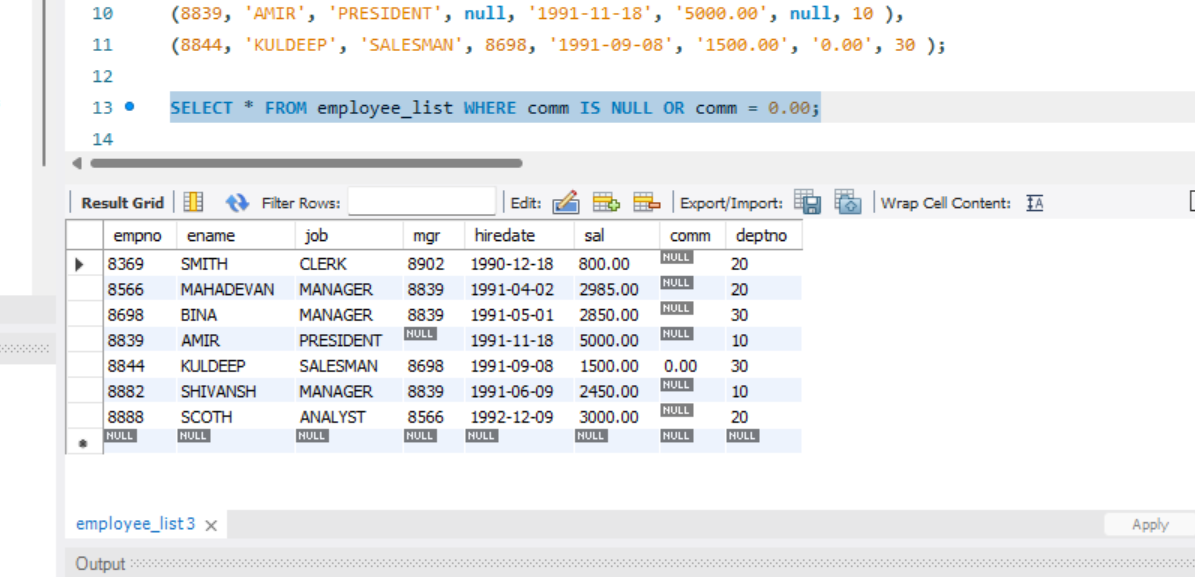 10 (8839, 'AMIR', 'PRESIDENT', null, '1991-11-18', '5000.00', null, 10 ),
11 (8844, 'KULDEEP', 'SALESMAN', 8698, '1991-09-08', '1500.00', '0.00', 30 );
12
13 SELECT * FROM employee_list WHERE comm IS NULL OR comm = 0.00;
14
Result Grid Filter Rows: Edit: Export/Import: Wrap Cell Content: IA
empno ename job mgr hiredate sal comm deptno
8369 SMITH CLERK 8902 1990-12-18 800.00 NULL 20
8566 MAHADEVAN MANAGER 8839 1991-04-02 2985.00 NULL 20
8698 BINA MANAGER 8839 1991-05-01 2850.00 NULL 30
8839 AMIR PRESIDENT NULL 1991-11-18 5000.00 NULL 10
8844 KULDEEP SALESMAN 8698 1991-09-08 1500.00 0.00 30
8882 SHIVANSH MANAGER 8839 1991-06-09 2450.00 NULL 10
8888 SCOTH ANALYST 8566 1992-12-09 3000.00 NULL 20
NULL NULL NULL NULL NULL NULL NULL NULL
employee_list 3
Apply
Output